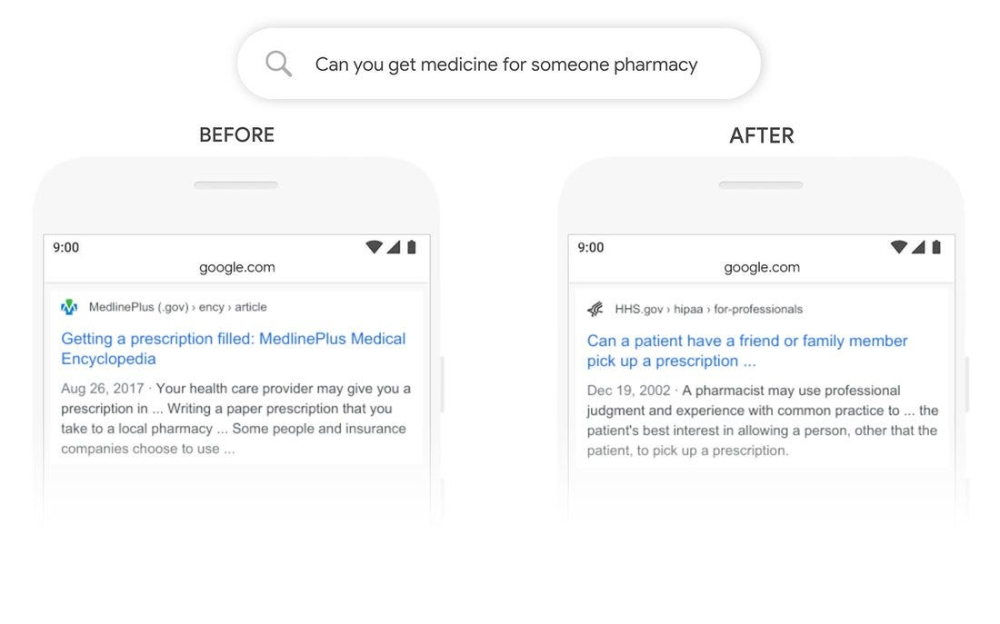 Can you get medicine for someone pharmacy
BEFORE
9:00
google.com
MedlinePlus (.gov) › ency › article
Getting a prescription filled: MedlinePlus Medical
Encyclopedia
Aug 26, 2017 · Your health care provider may give you a
prescription in ... Writing a paper prescription that you
take to a local pharmacy ... Some people and insurance
companies choose to use ...
AFTER
9:00
google.com
HHS.gov › hipaa › for-professionals
Can a patient have a friend or family member
pick up a prescription ...
Dec 19, 2002 · A pharmacist may use professional
judgment and experience with common practice to ... the
patient's best interest in allowing a person, other that the
patient, to pick up a prescription.